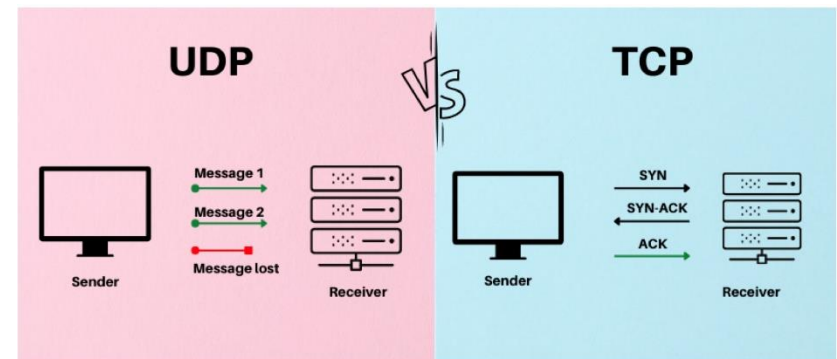 UDP
VS
TCP
Message 1
Message 2
Message lost
Sender
Receiver
SYN
SYN-ACK
ACK
Sender
Receiver